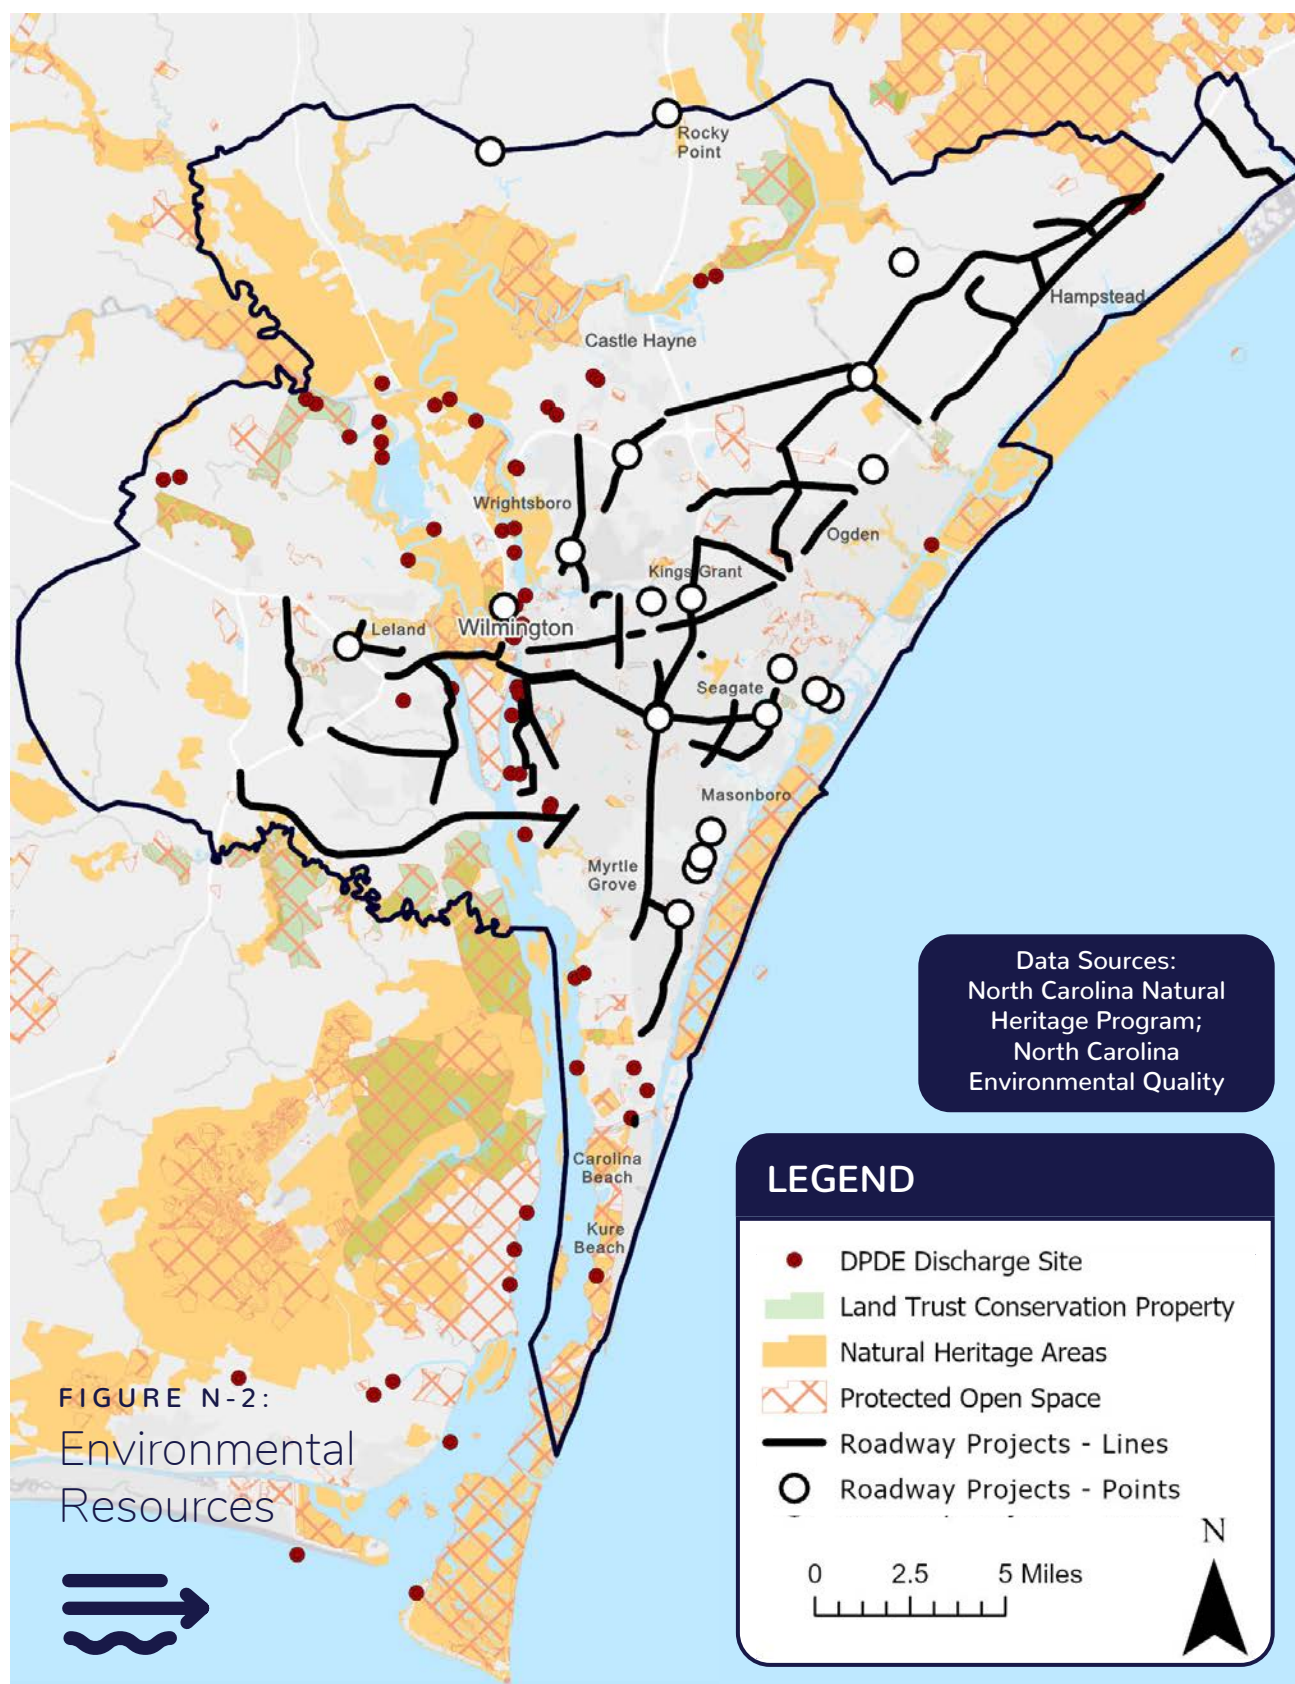 Rocky
Point
Hampstead
Castle Hayne
Wrightsboro
Ogden
Kings Grant
Leland
Wilmington
Seagate
Masonboro
Myrtle
Grove
Carolina
Beach
Kure
Beach
Data Sources:
North Carolina Natural
Heritage Program;
North Carolina
Environmental Quality
LEGEND
DPDE Discharge Site
Land Trust Conservation Property
Natural Heritage Areas
Protected Open Space
Roadway Projects - Lines
Roadway Projects - Points
0 2.5 5 Miles
N
FIGURE N-2:
Environmental
Resources